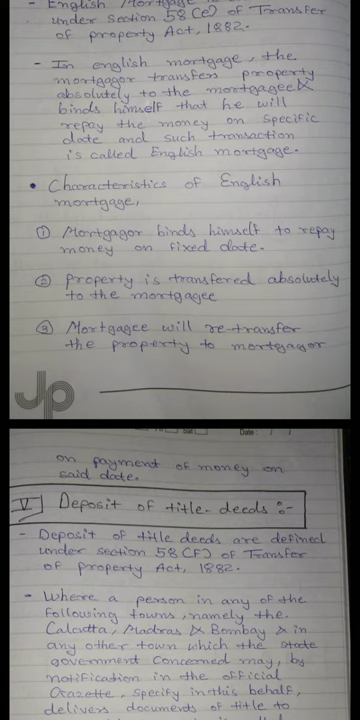 - English Mortgage
under section 58(e) of Transfer
of property Act, 1882.
- In english mortgage, the
mortgagor transfers property
absolutely to the mortgagee &
binds himself that he will
repay the money on specific
date and such transaction
is called English mortgage.
• Characteristics of English
mortgage,
① Mortgagor binds himself to repay
money on fixed date.
② Property is transfered absolutely
to the mortgagee
③ Mortgagee will re-transfer
the property to mortgagor
Jp
Date: / /
on payment of money on
said date.
V Deposit of title-deeds :-
- Deposit of title deeds are defined
under section 58(F) of Transfer
of property Act, 1882.
- Where a person in any of the
following towns, namely the
Calcutta, Madras & Bombay & in
any other town which the state
government concerned may, by
notification in the official
Gazette, specify in this behalf,
delivers documents of title to